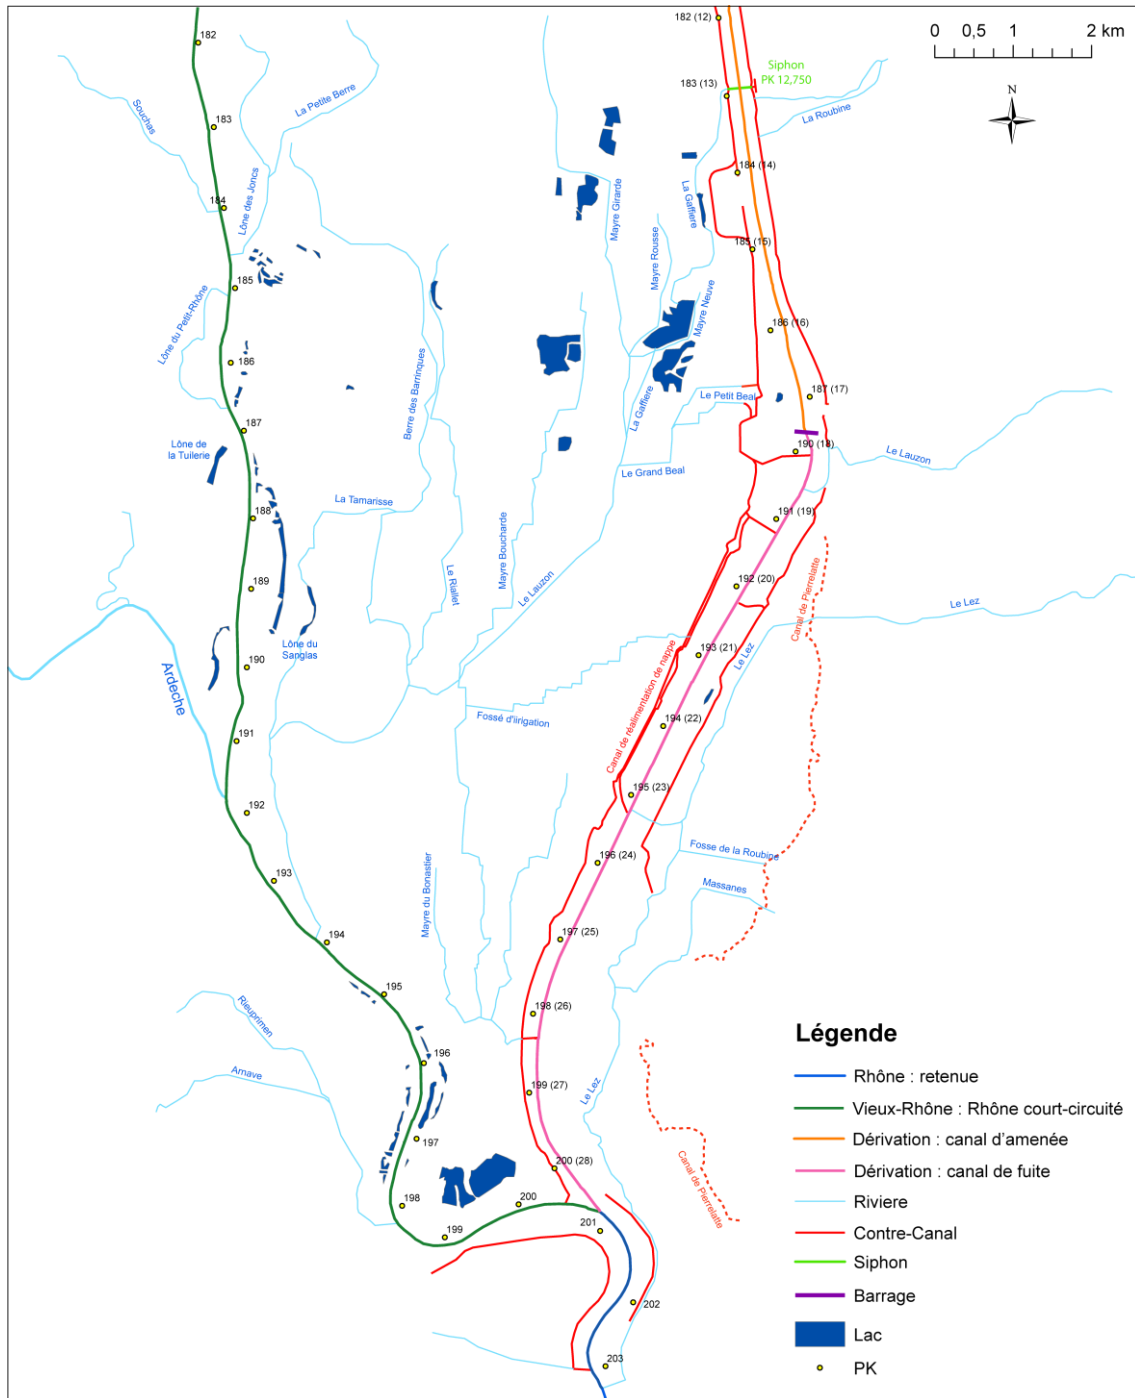 182 (12)
0 0,5 1 2 km
182
Siphon
PK 12,750
183 (13)
N
Souchas
La Petite Berre
La Roubine
183
184 (14)
La Gaffiere
184
Lône des Joncs
Mayre Girarde
Mayre Rousse
185 (15)
185
Lône du Petit-Rhône
Mayre Neuve
186 (16)
186
Berre des Barrinques
187 (17)
Le Petit Beal
La Gaffiere
187
Lône de
la Tuilerie
190 (18)
Le Lauzon
Le Grand Beal
La Tamarisse
188
191 (19)
Mayre Boucharde
Le Riallet
Le Lauzon
189
192 (20)
Canal de Pierrelatte
Le Lez
Lône du
Sanglas
193 (21)
Le Lez
190
Ardeche
Canal de réalimentation de nappe
Fossé d'iirigation
194 (22)
191
195 (23)
192
Fosse de la Roubine
196 (24)
193
Massanes
Mayre du Bonastier
194
197 (25)
195
Rieuprimen
198 (26)
196
Arnave
199 (27)
Le Lez
197
Canal de Pierrelatte
200 (28)
198
200
199
201
202
203
Légende
Rhône : retenue
Vieux-Rhône : Rhône court-circuité
Dérivation : canal d'amenée
Dérivation : canal de fuite
Riviere
Contre-Canal
Siphon
Barrage
Lac
PK